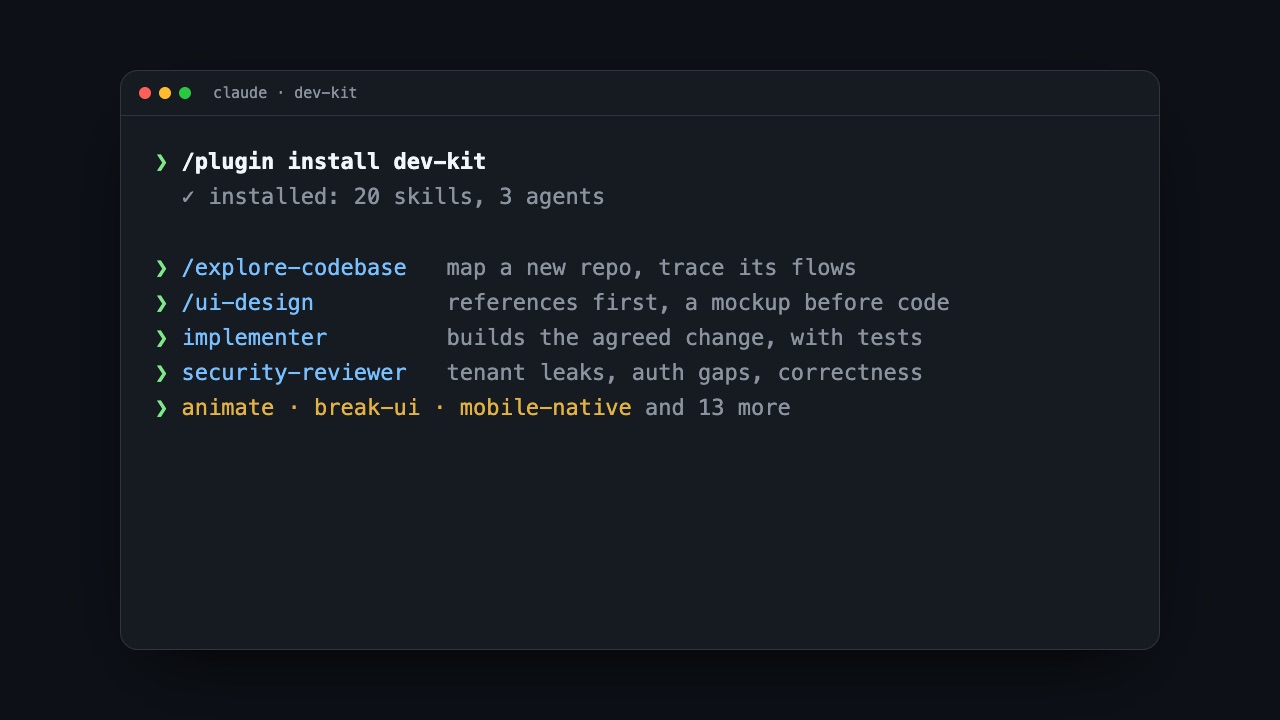 claude · dev-kit
❯ /plugin install dev-kit
✓ installed: 20 skills, 3 agents
❯ /explore-codebase map a new repo, trace its flows
❯ /ui-design references first, a mockup before code
❯ implementer builds the agreed change, with tests
❯ security-reviewer tenant leaks, auth gaps, correctness
❯ animate · break-ui · mobile-native and 13 more